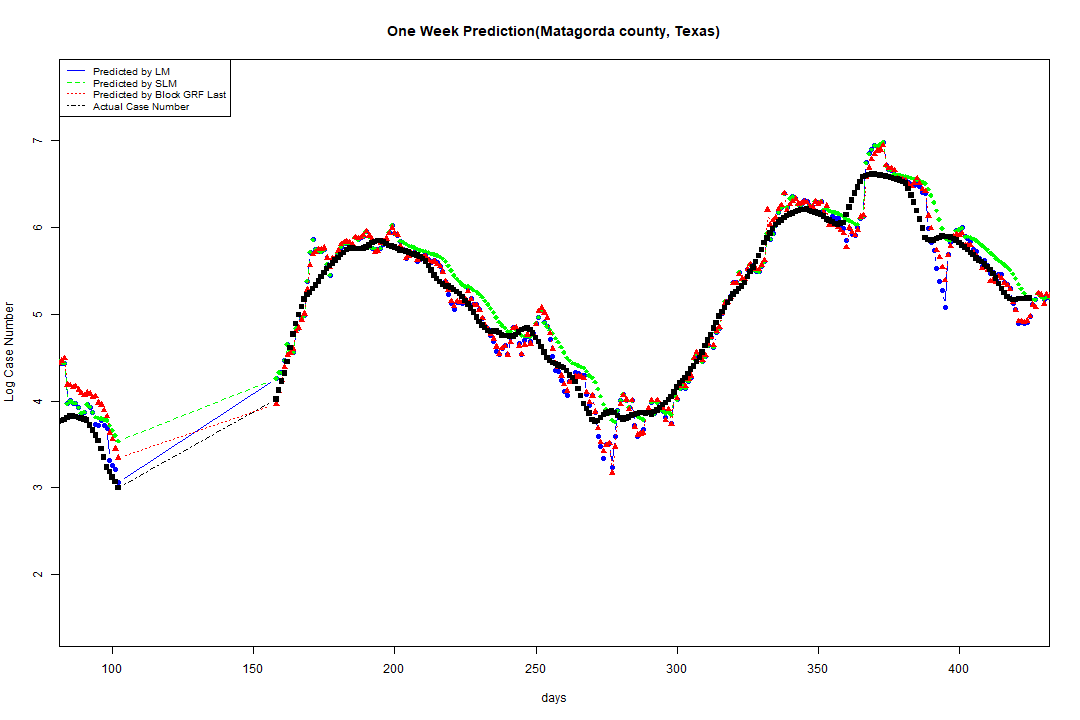 One Week Prediction(Matagorda county, Texas)
Predicted by LM
Predicted by SLM
Predicted by Block GRF Last
Actual Case Number
7
6
5
4
3
2
Log Case Number
100 150 200 250 300 350 400
days